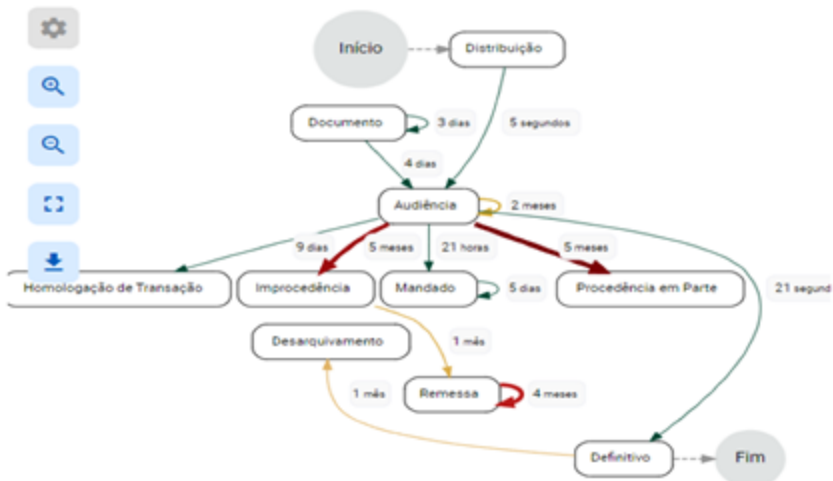 Início
Distribuição
Documento
3 dias
5 segundos
4 dias
Audiência
2 meses
9 dias
5 meses
21 horas
5 meses
Homologação de Transação
Improcedência
Mandado
5 dias
Procedência em Parte
21 segund
Desarquivamento
1 mês
1 mês
Remessa
4 meses
Definitivo
Fim